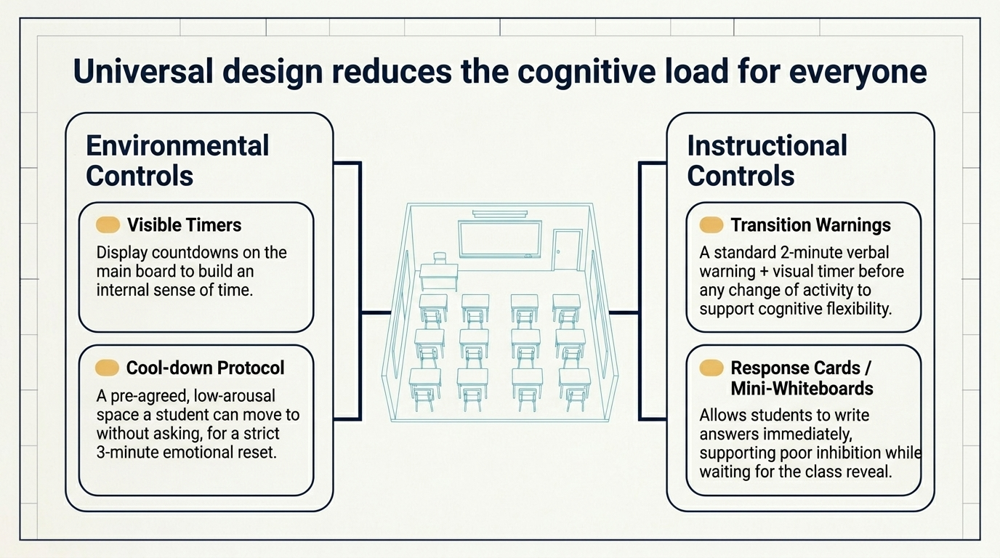 Universal design reduces the cognitive load for everyone
Environmental
Controls
Visible Timers
Display countdowns on the
main board to build an
internal sense of time.
Cool-down Protocol
A pre-agreed, low-arousal
space a student can move to
without asking, for a strict
3-minute emotional reset.
Instructional
Controls
Transition Warnings
A standard 2-minute verbal
warning + visual timer before
any change of activity to
support cognitive flexibility.
Response Cards /
Mini-Whiteboards
Allows students to write
answers immediately,
supporting poor inhibition while
waiting for the class reveal.